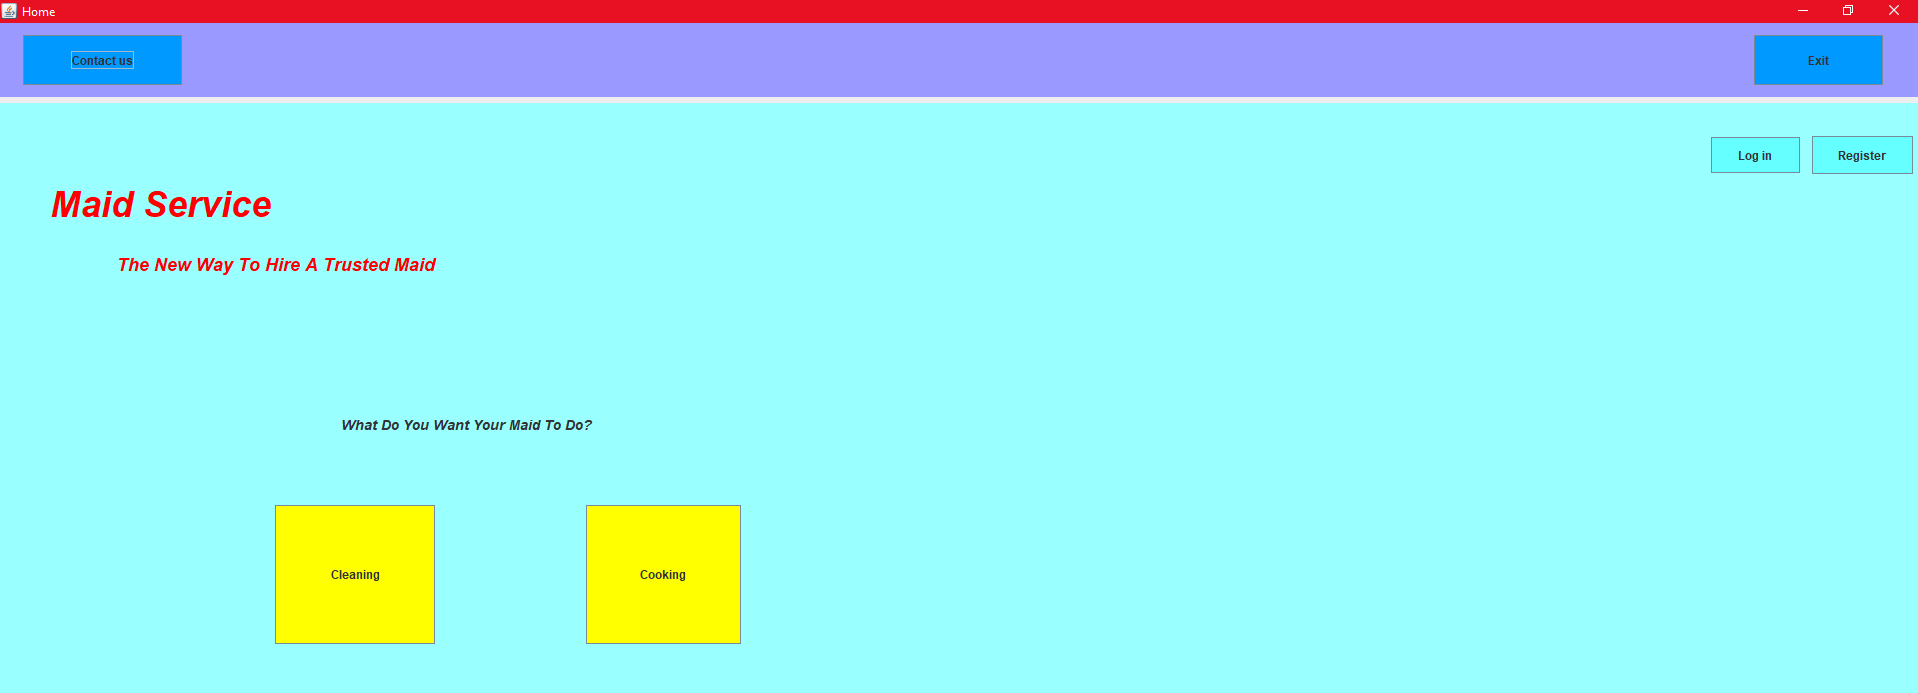 Home
Contact us
Exit
Log in
Register
Maid Service
The New Way To Hire A Trusted Maid
What Do You Want Your Maid To Do?
Cleaning
Cooking